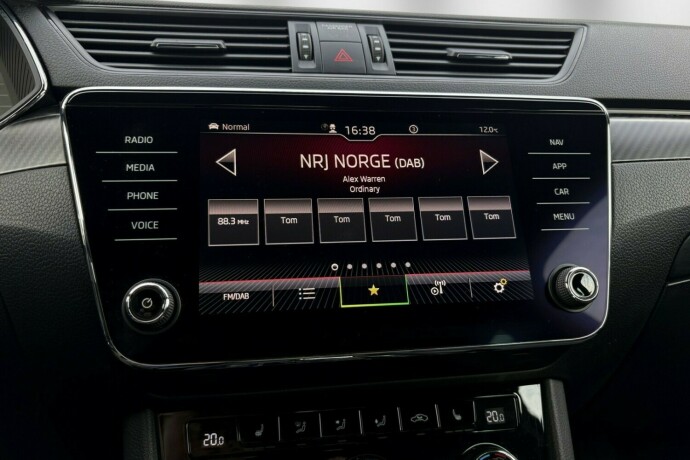 RADIO
MEDIA
PHONE
VOICE
Normal
16:38
12.0°C
NRJ NORGE (DAB)
Alex Warren
Ordinary
88.3 MHz
Tom
Tom
Tom
Tom
Tom
FM/DAB
NAV
APP
CAR
MENU
20.0
20.0